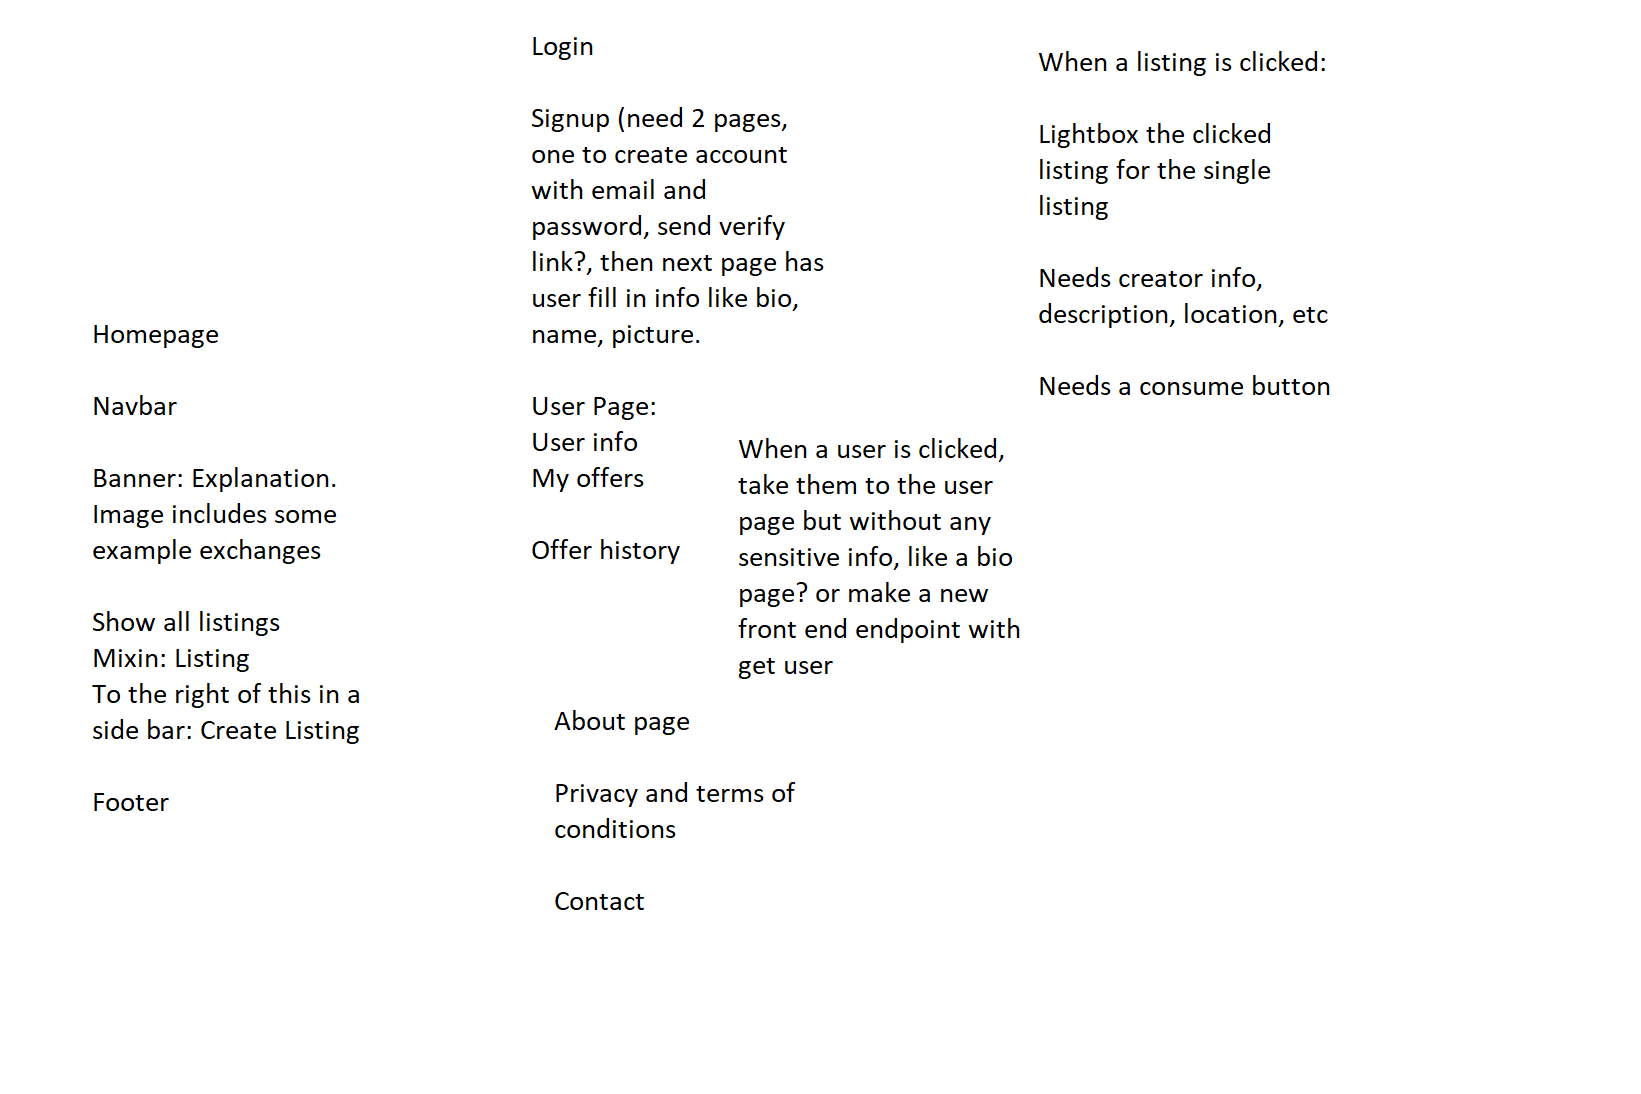 Homepage
Navbar
Banner: Explanation.
Image includes some
example exchanges
Show all listings
Mixin: Listing
To the right of this in a
side bar: Create Listing
Footer
Login
Signup (need 2 pages,
one to create account
with email and
password, send verify
link?, then next page has
user fill in info like bio,
name, picture.
User Page:
User info
My offers
Offer history
When a user is clicked,
take them to the user
page but without any
sensitive info, like a bio
page? or make a new
front end endpoint with
get user
About page
Privacy and terms of
conditions
Contact
When a listing is clicked:
Lightbox the clicked
listing for the single
listing
Needs creator info,
description, location, etc
Needs a consume button